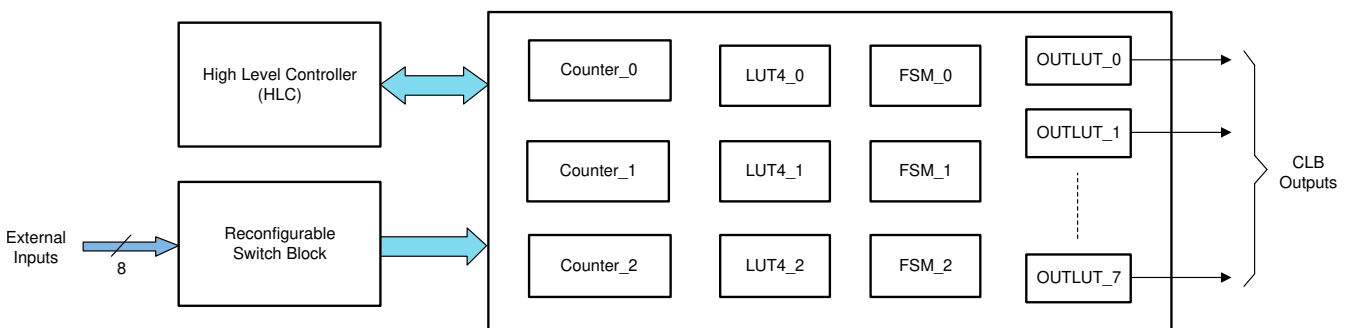 High Level Controller
(HLC)
Counter_0
LUT4_0
FSM_0
OUTLUT_0
OUTLUT_1
Counter_1
LUT4_1
FSM_1
CLB
Outputs
External
Inputs
8
Reconfigurable
Switch Block
Counter_2
LUT4_2
FSM_2
OUTLUT_7